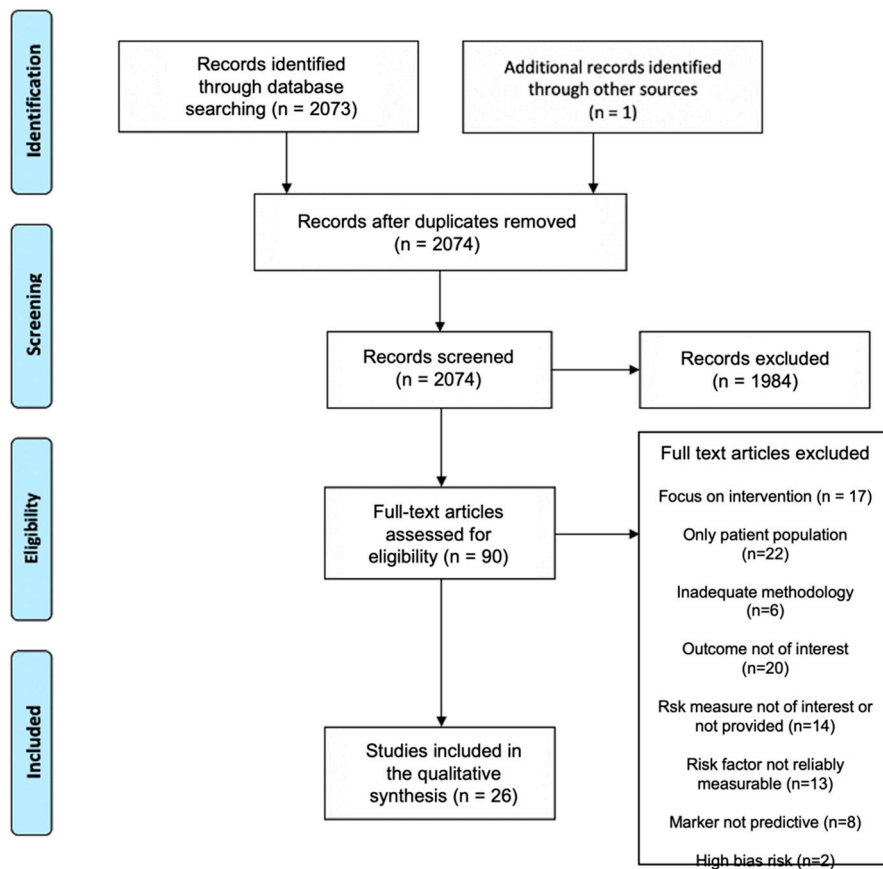 Identification
Records identified
through database
searching (n = 2073)
Additional records identified
through other sources
(n = 1)
Records after duplicates removed
(n = 2074)
Screening
Records screened
(n = 2074)
Records excluded
(n = 1984)
Eligibility
Full-text articles
assessed for
eligibility (n = 90)
Full text articles excluded
Focus on intervention (n = 17)
Only patient population
(n=22)
Inadequate methodology
(n=6)
Outcome not of interest
(n=20)
Rsk measure not of interest or
not provided (n=14)
Risk factor not reliably
measurable (n=13)
Marker not predictive (n=8)
High bias risk (n=2)
Included
Studies included in
the qualitative
synthesis (n = 26)